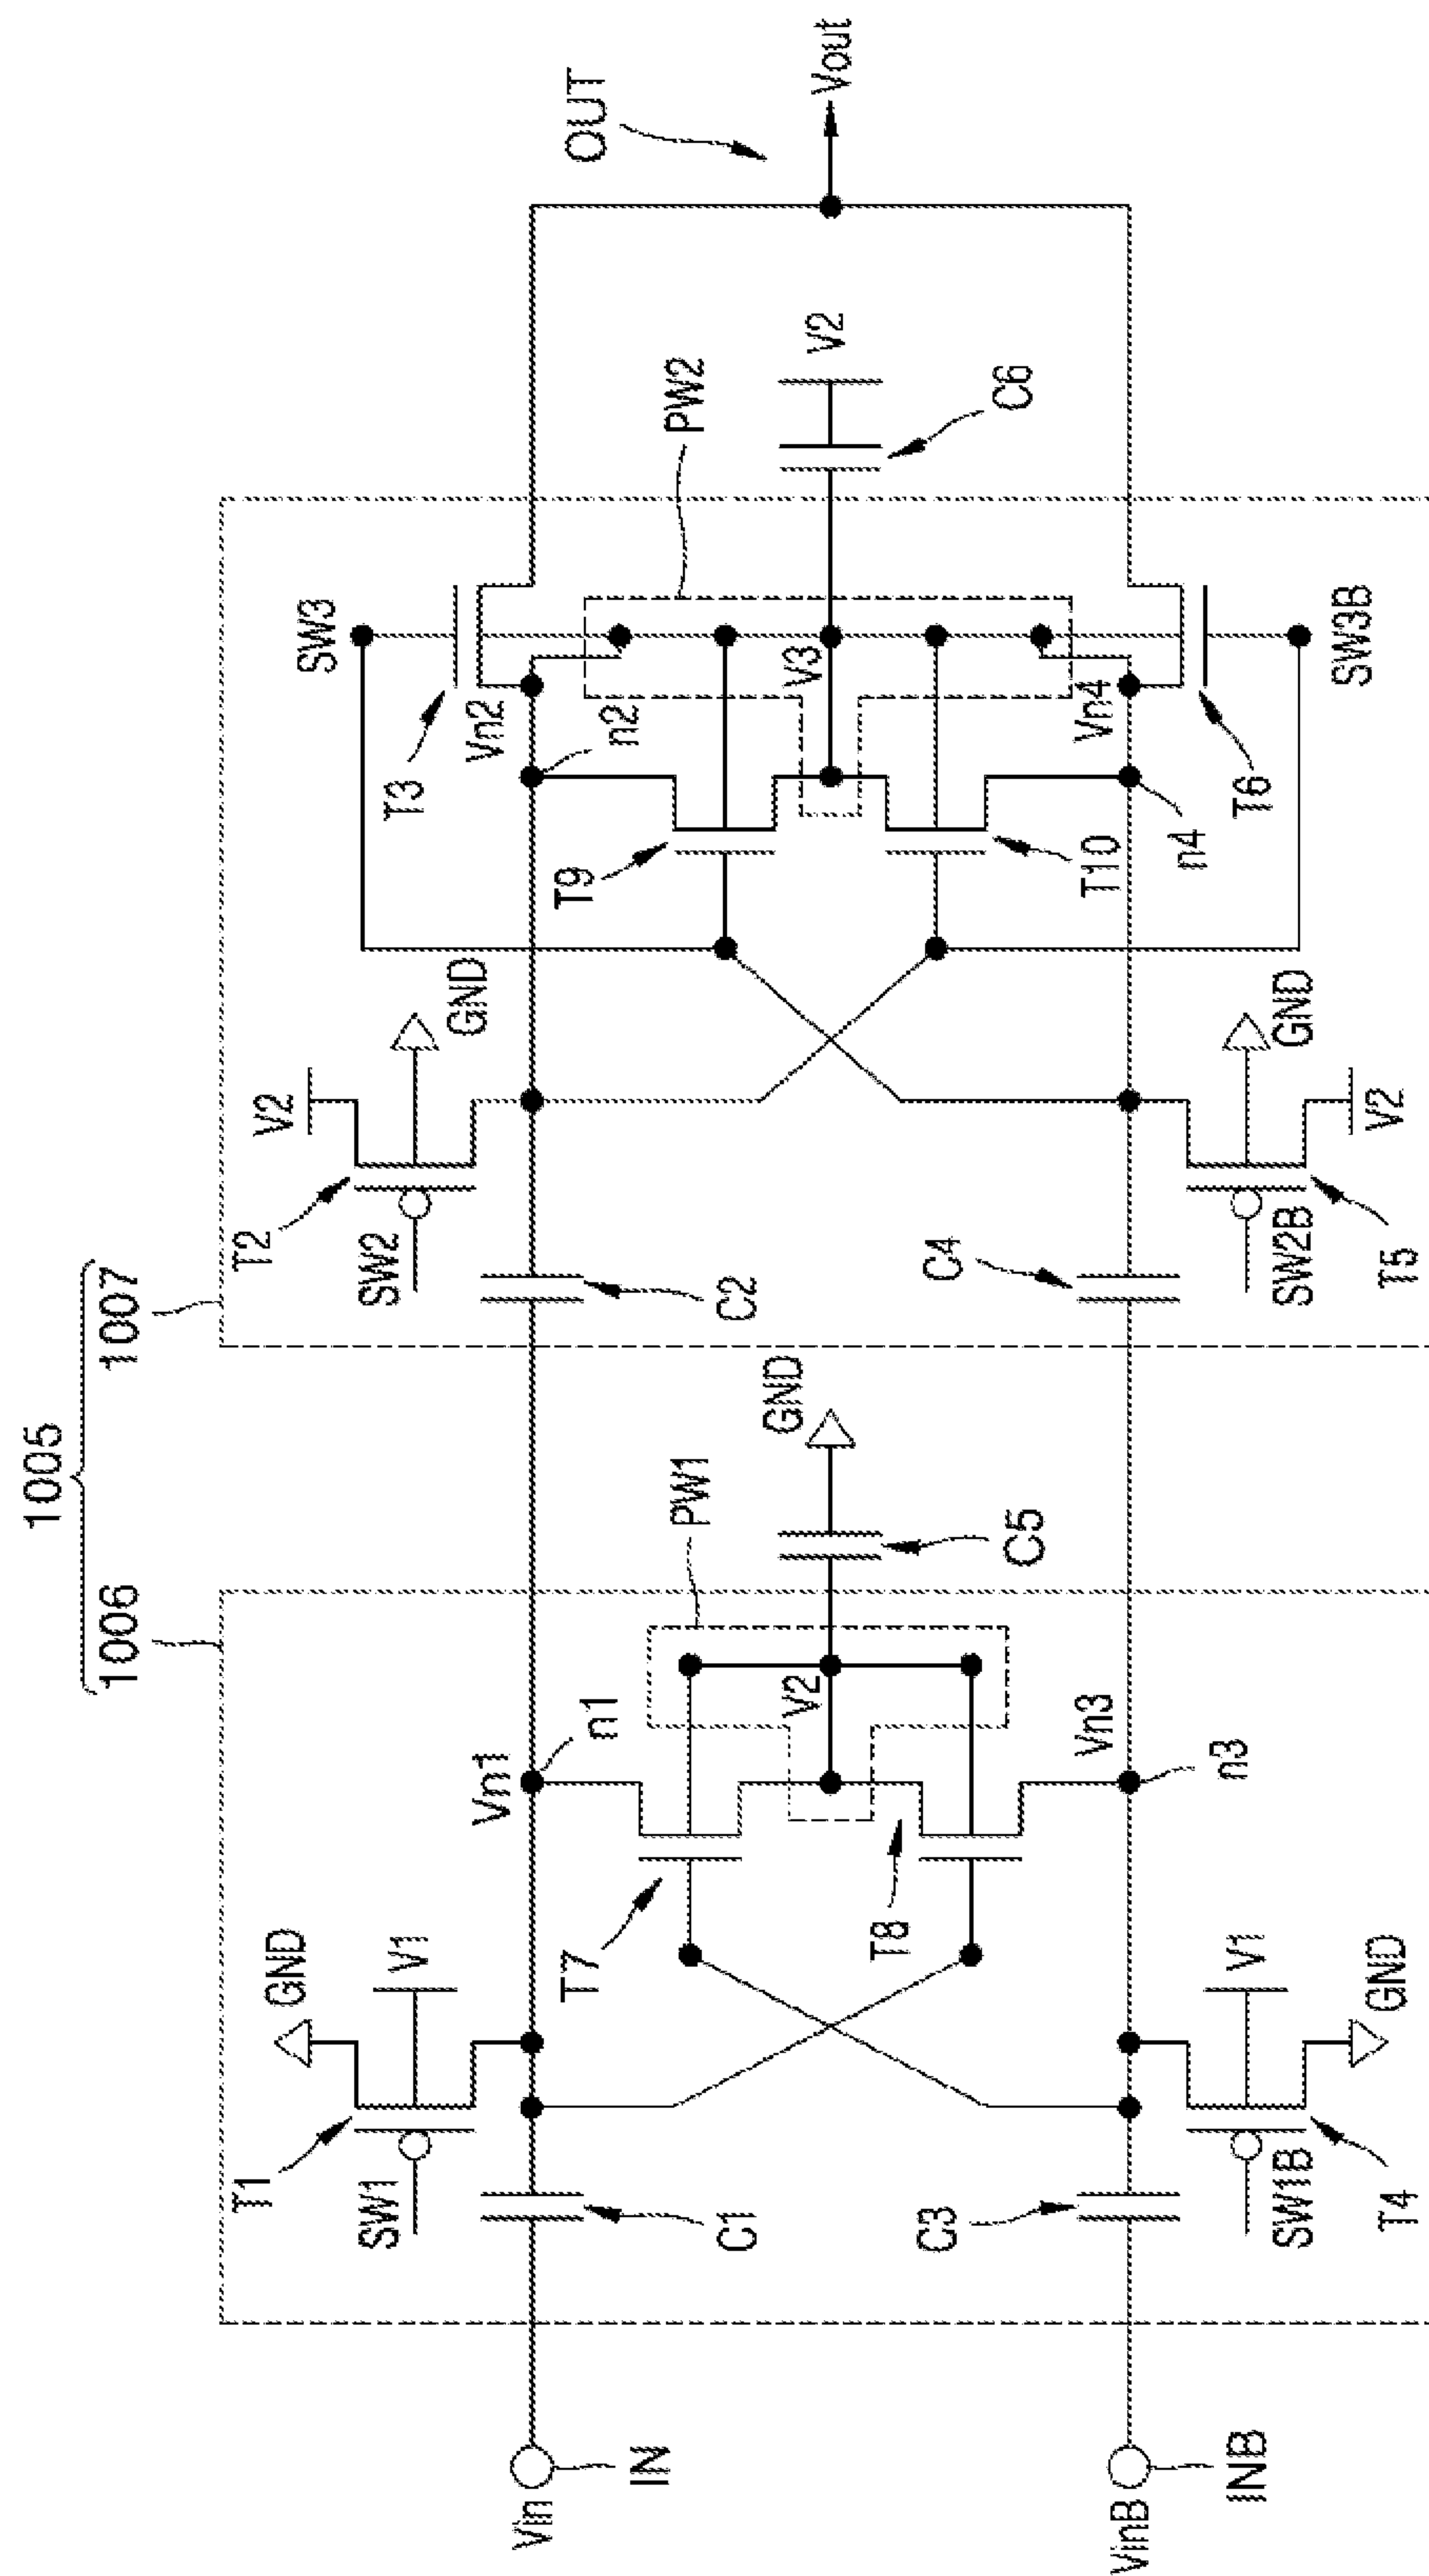 1005
1006
1007
T1
GND
V1
SW1
Vn1
n1
T2
V2
GND
SW2
SW3
T3
Vn2
n2
OUT
Vin
IN
C1
T7
PW1
V2
GND
C5
T8
C2
T9
V3
PW2
V2
C6
T10
Vout
VinB
INB
C3
SW1B
V1
T4
GND
Vn3
n3
C4
SW2B
GND
T5
V2
Vn4
n4
T6
SW3B